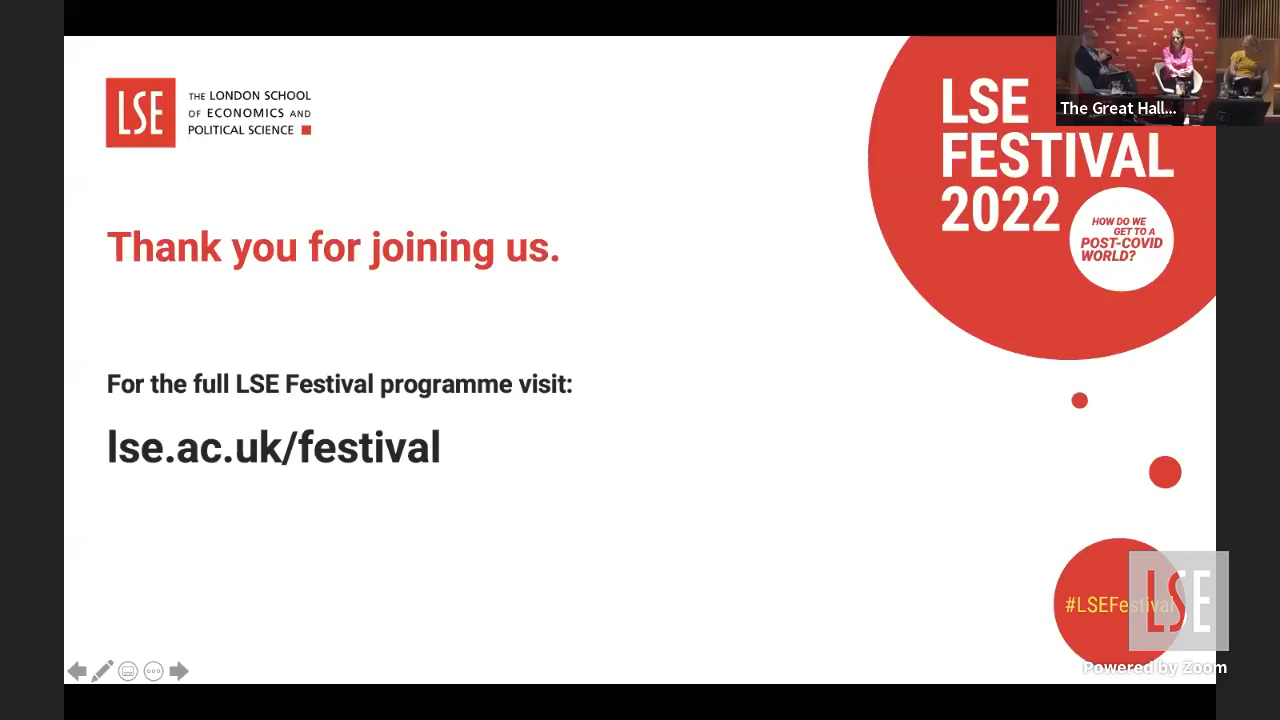 LSE
THE LONDON SCHOOL
OF ECONOMICS AND
POLITICAL SCIENCE
LSE
FESTIVAL
2022
The Great Hall...
HOW DO WE
GET TO A
POST-COVID
WORLD?
Thank you for joining us.
For the full LSE Festival programme visit:
lse.ac.uk/festival
#LSEFestival
LSE
Powered by Zoom